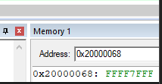 Memory 1
Address: 0x20000068
0x20000068: FFFF7FFF